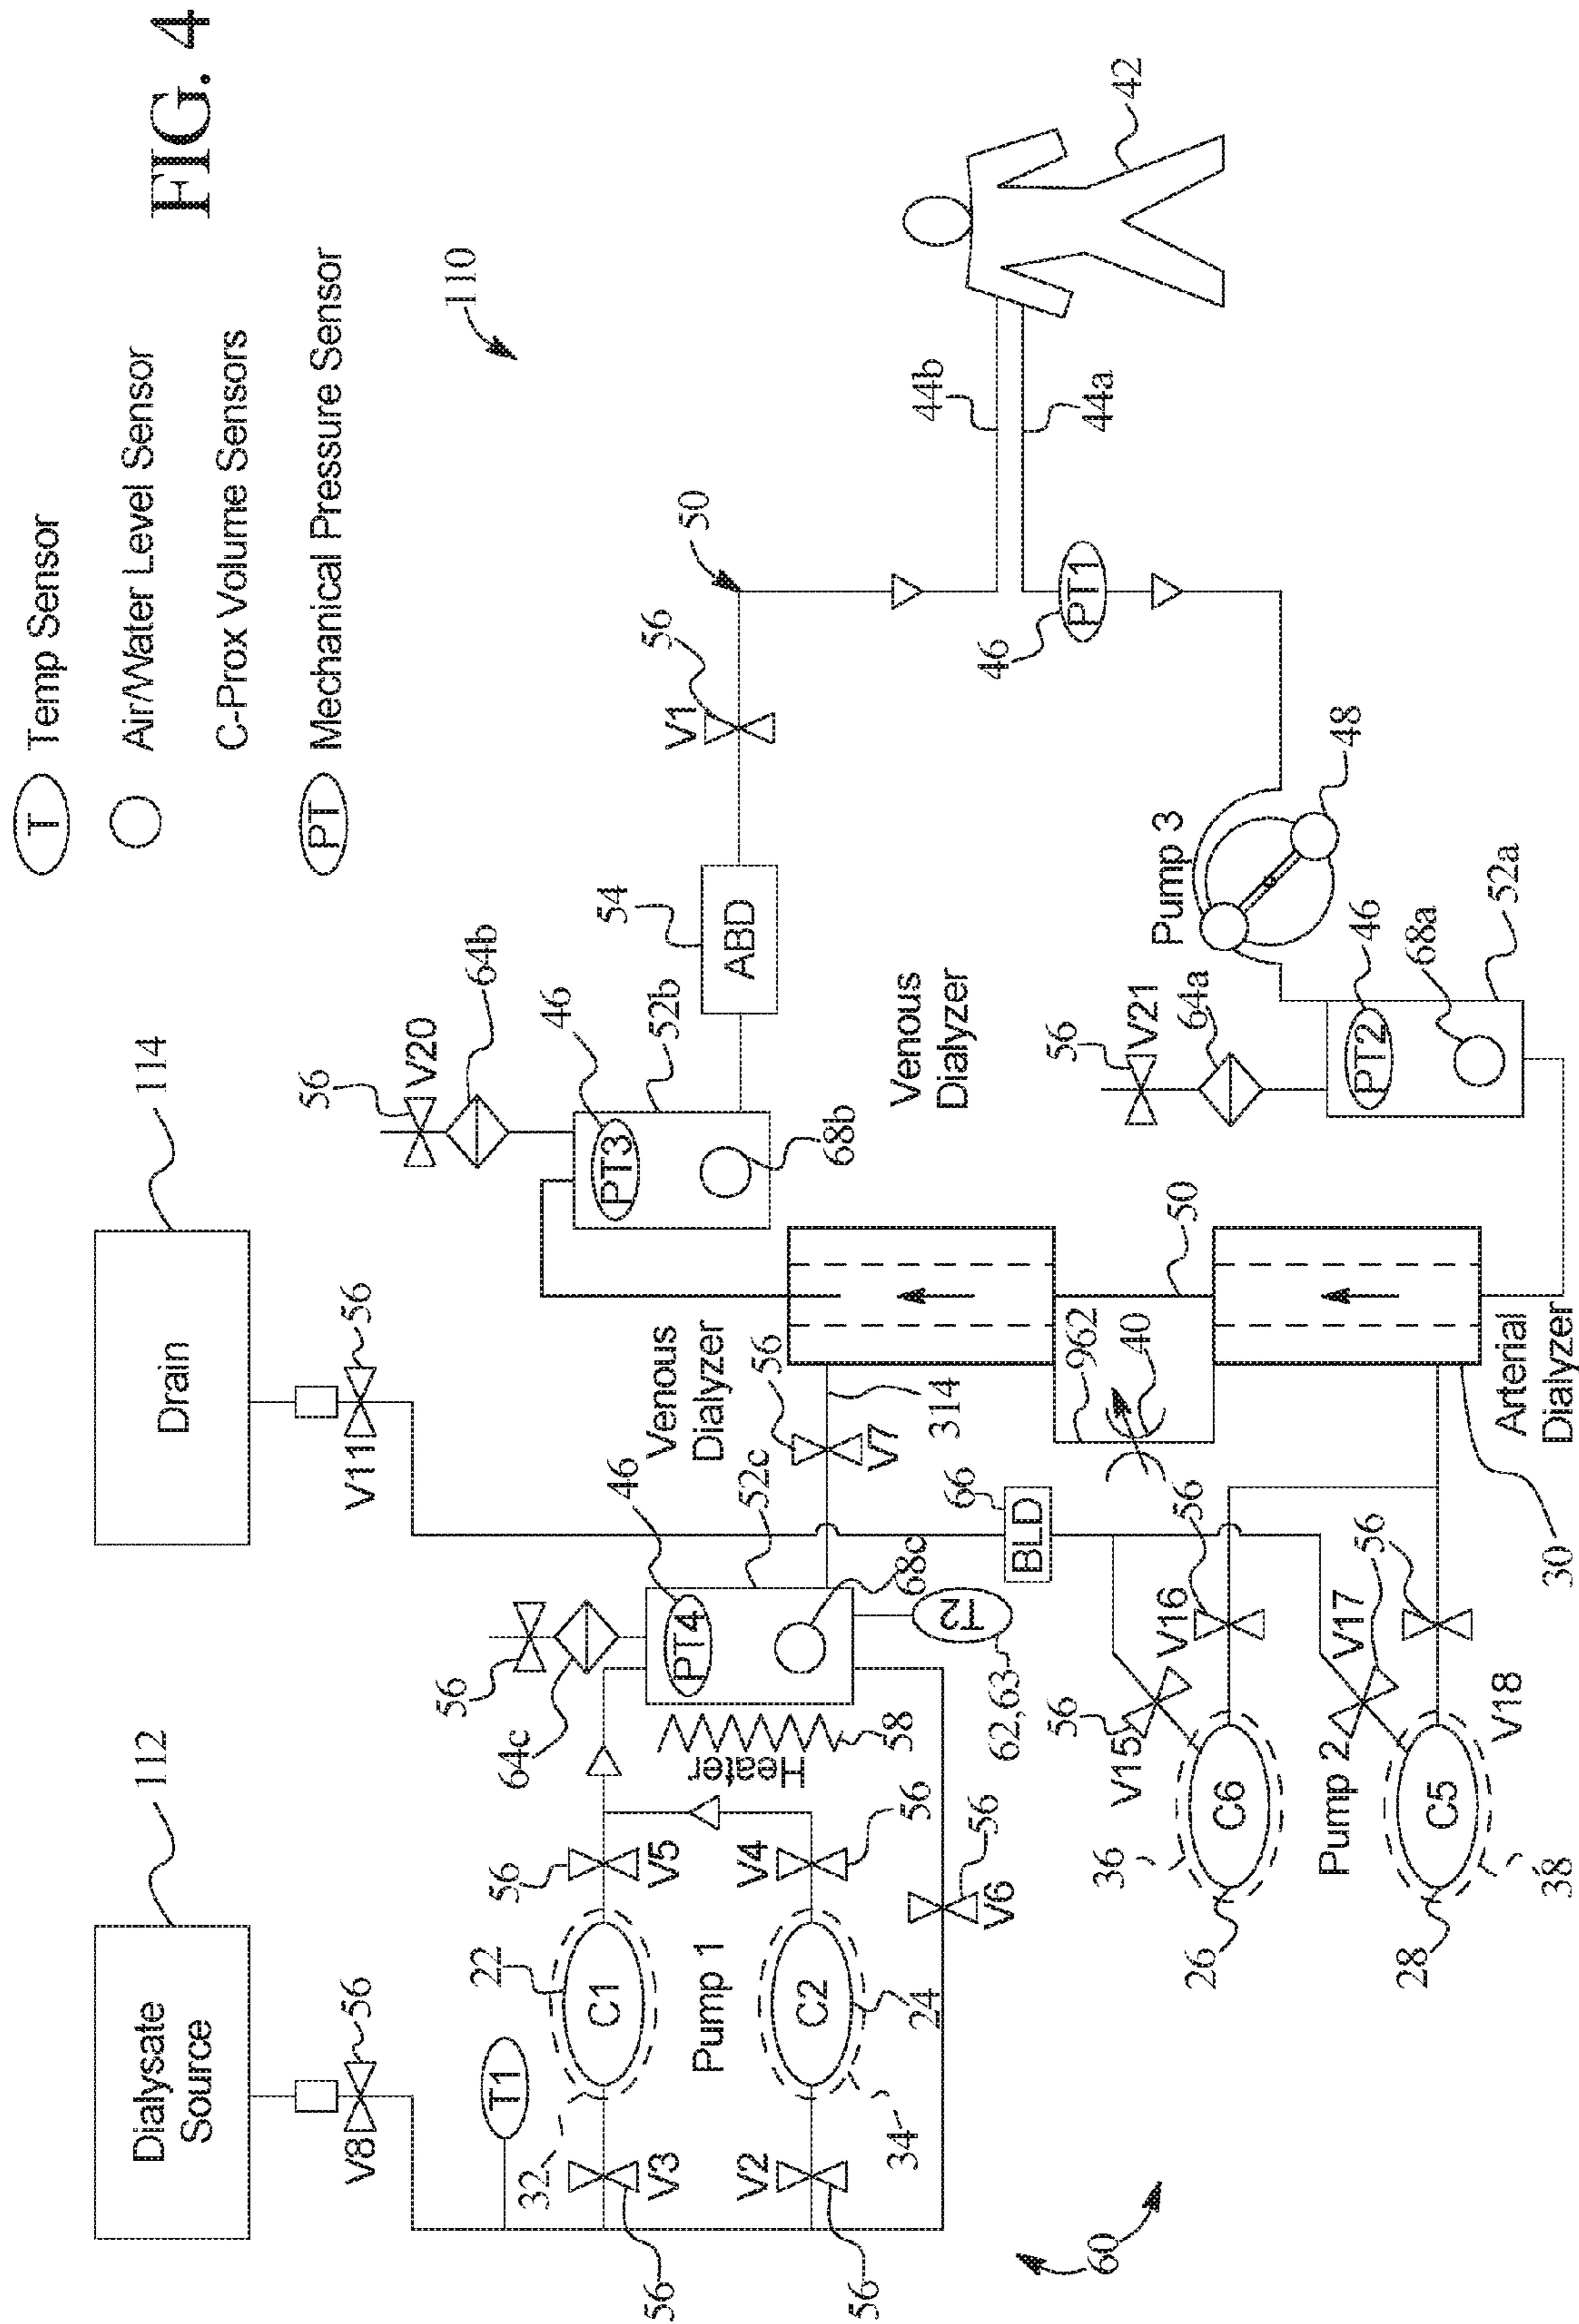 FIG. 4
T Temp Sensor
Air/Water Level Sensor
C-Prox Volume Sensors
PT Mechanical Pressure Sensor
110
Dialysate
Source
112
V8
56
Drain
114
V11
56
T1
32
22
C1
V3
56
56
V5
Pump 1
C2
V2
56
34
24
V4
56
V6
56
60
64c
56
46
PT4
52c
68c
Heater
58
T2
62,63
Venous
Dialyzer
56
V7
314
66
BLD
962
40
50
56
V20
64b
46
PT3
52b
68b
54
ABD
V1
56
50
44b
44a
42
46
PT1
Venous
Dialyzer
Pump 3
48
56
V21
64a
46
PT2
68a
52a
Arterial
Dialyzer
30
56
V15
V16
56
36
C6
26
Pump 2
V17
56
C5
V18
28
38